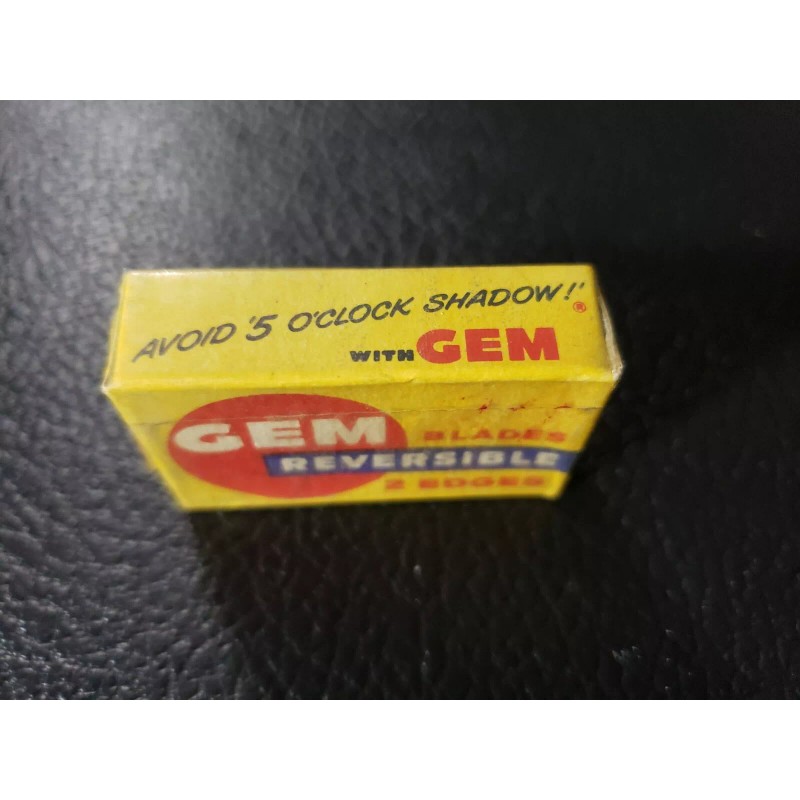 AVOID '5 O'CLOCK SHADOW!'®
WITH GEM
GEM BLADES
REVERSIBLE
2 EDGES